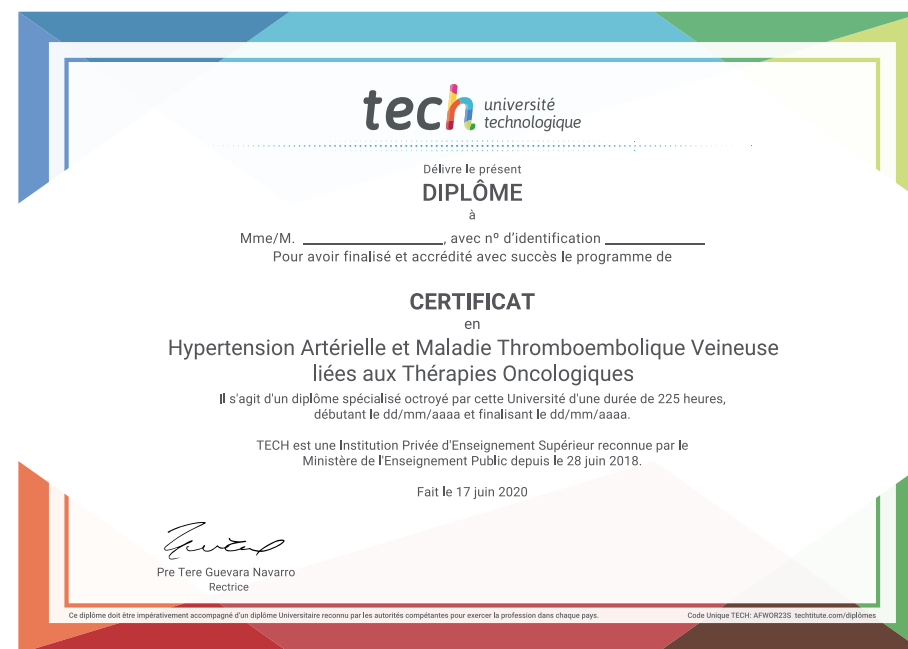 tech université
technologique
Délivre le présent
DIPLÔME
à
Mme/M. ____________________, avec nº d'identification ______________
Pour avoir finalisé et accrédité avec succès le programme de
CERTIFICAT
en
Hypertension Artérielle et Maladie Thromboembolique Veineuse
liées aux Thérapies Oncologiques
Il s'agit d'un diplôme spécialisé octroyé par cette Université d'une durée de 225 heures,
débutant le dd/mm/aaaa et finalisant le dd/mm/aaaa.
TECH est une Institution Privée d'Enseignement Supérieur reconnue par le
Ministère de l'Enseignement Public depuis le 28 juin 2018.
Fait le 17 juin 2020
Pre Tere Guevara Navarro
Rectrice
Ce diplôme doit être impérativement accompagné d'un diplôme Universitaire reconnu par les autorités compétentes pour exercer la profession dans chaque pays. Code Unique TECH: AFWOR23S techtitute.com/diplômes